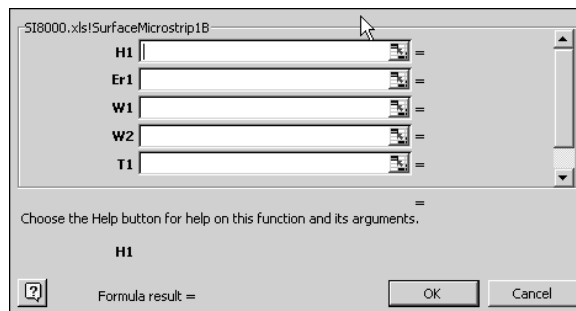 SI8000.xls!SurfaceMicrostrip1B
H1 =
Er1 =
W1 =
W2 =
T1 =
=
Choose the Help button for help on this function and its arguments.
H1
? Formula result = OK Cancel